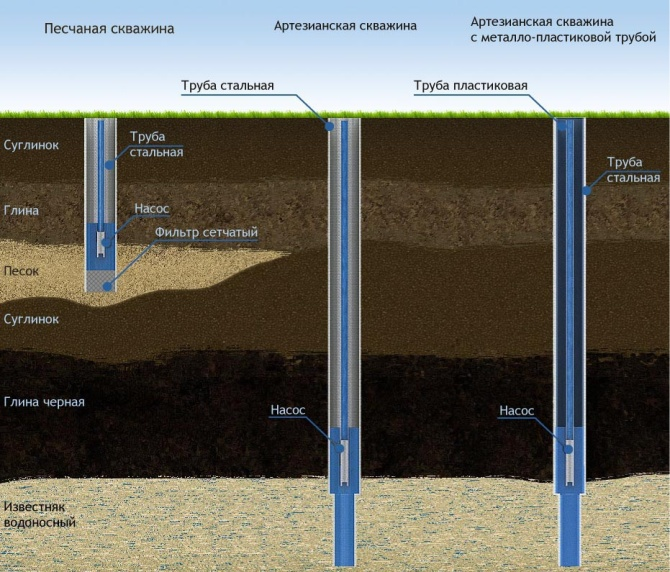 Песчаная скважина
Артезианская скважина
Артезианская скважина
с металло-пластиковой трубой
Труба стальная
Труба пластиковая
Суглинок
Труба
стальная
Труба
стальная
Глина
Насос
Фильтр сетчатый
Песок
Суглинок
Глина черная
Насос
Насос
Известняк
водоносный